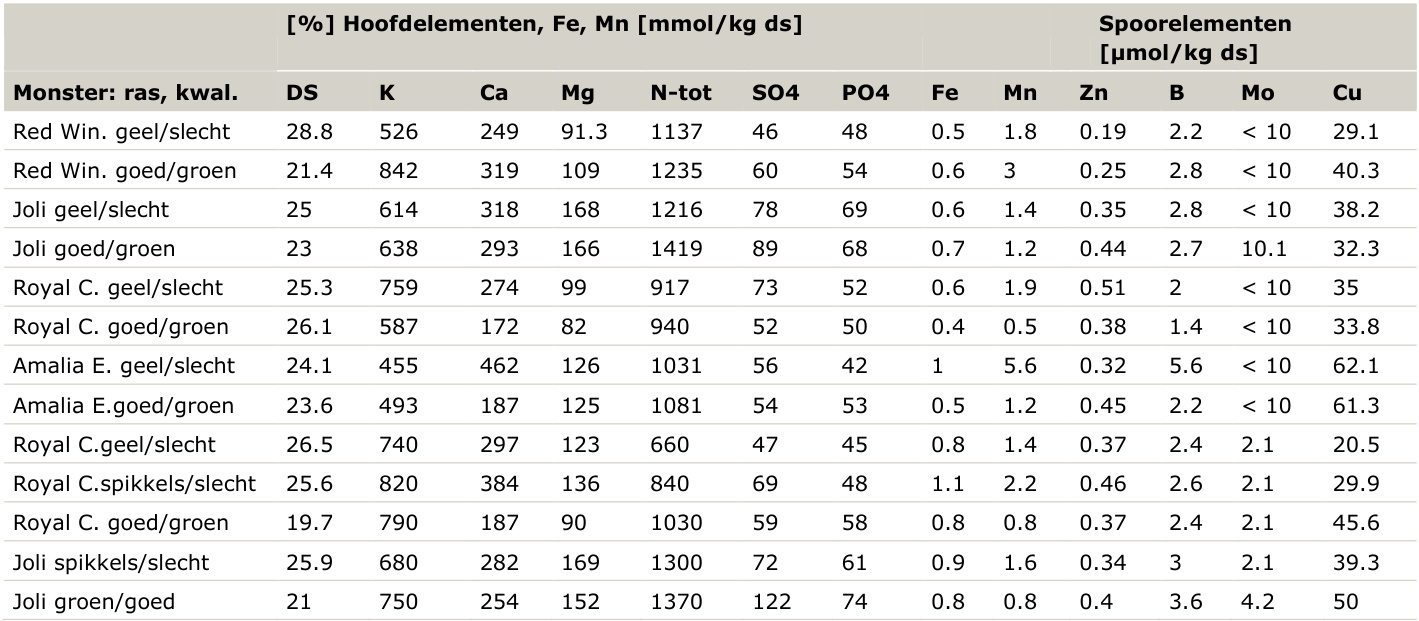 [%] Hoofdelementen, Fe, Mn [mmol/kg ds] Spoorelementen
[µmol/kg ds]
Monster: ras, kwal. DS K Ca Mg N-tot SO4 PO4 Fe Mn Zn B Mo Cu
Red Win. geel/slecht 28.8 526 249 91.3 1137 46 48 0.5 1.8 0.19 2.2 < 10 29.1
Red Win. goed/groen 21.4 842 319 109 1235 60 54 0.6 3 0.25 2.8 < 10 40.3
Joli geel/slecht 25 614 318 168 1216 78 69 0.6 1.4 0.35 2.8 < 10 38.2
Joli goed/groen 23 638 293 166 1419 89 68 0.7 1.2 0.44 2.7 10.1 32.3
Royal C. geel/slecht 25.3 759 274 99 917 73 52 0.6 1.9 0.51 2 < 10 35
Royal C. goed/groen 26.1 587 172 82 940 52 50 0.4 0.5 0.38 1.4 < 10 33.8
Amalia E. geel/slecht 24.1 455 462 126 1031 56 42 1 5.6 0.32 5.6 < 10 62.1
Amalia E.goed/groen 23.6 493 187 125 1081 54 53 0.5 1.2 0.45 2.2 < 10 61.3
Royal C.geel/slecht 26.5 740 297 123 660 47 45 0.8 1.4 0.37 2.4 2.1 20.5
Royal C.spikkels/slecht 25.6 820 384 136 840 69 48 1.1 2.2 0.46 2.6 2.1 29.9
Royal C. goed/groen 19.7 790 187 90 1030 59 58 0.8 0.8 0.37 2.4 2.1 45.6
Joli spikkels/slecht 25.9 680 282 169 1300 72 61 0.9 1.6 0.34 3 2.1 39.3
Joli groen/goed 21 750 254 152 1370 122 74 0.8 0.8 0.4 3.6 4.2 50